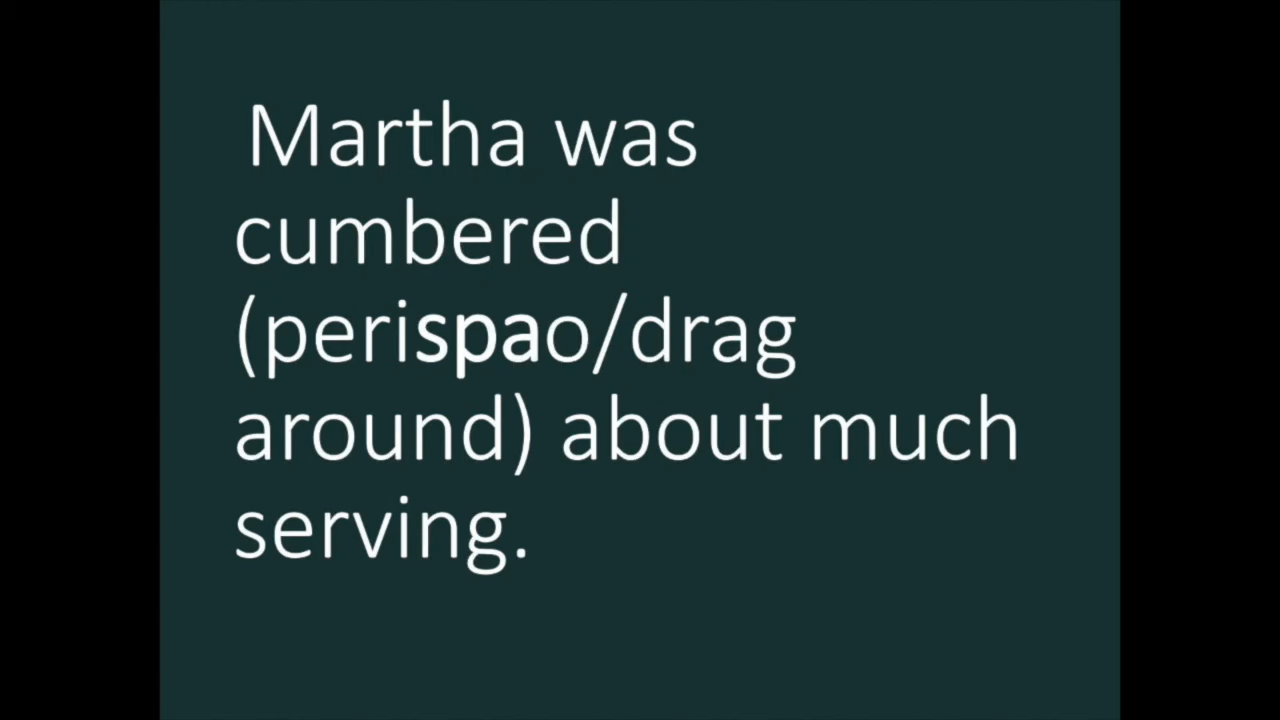 Martha was
cumbered
(perispao/drag
around) about much
serving.